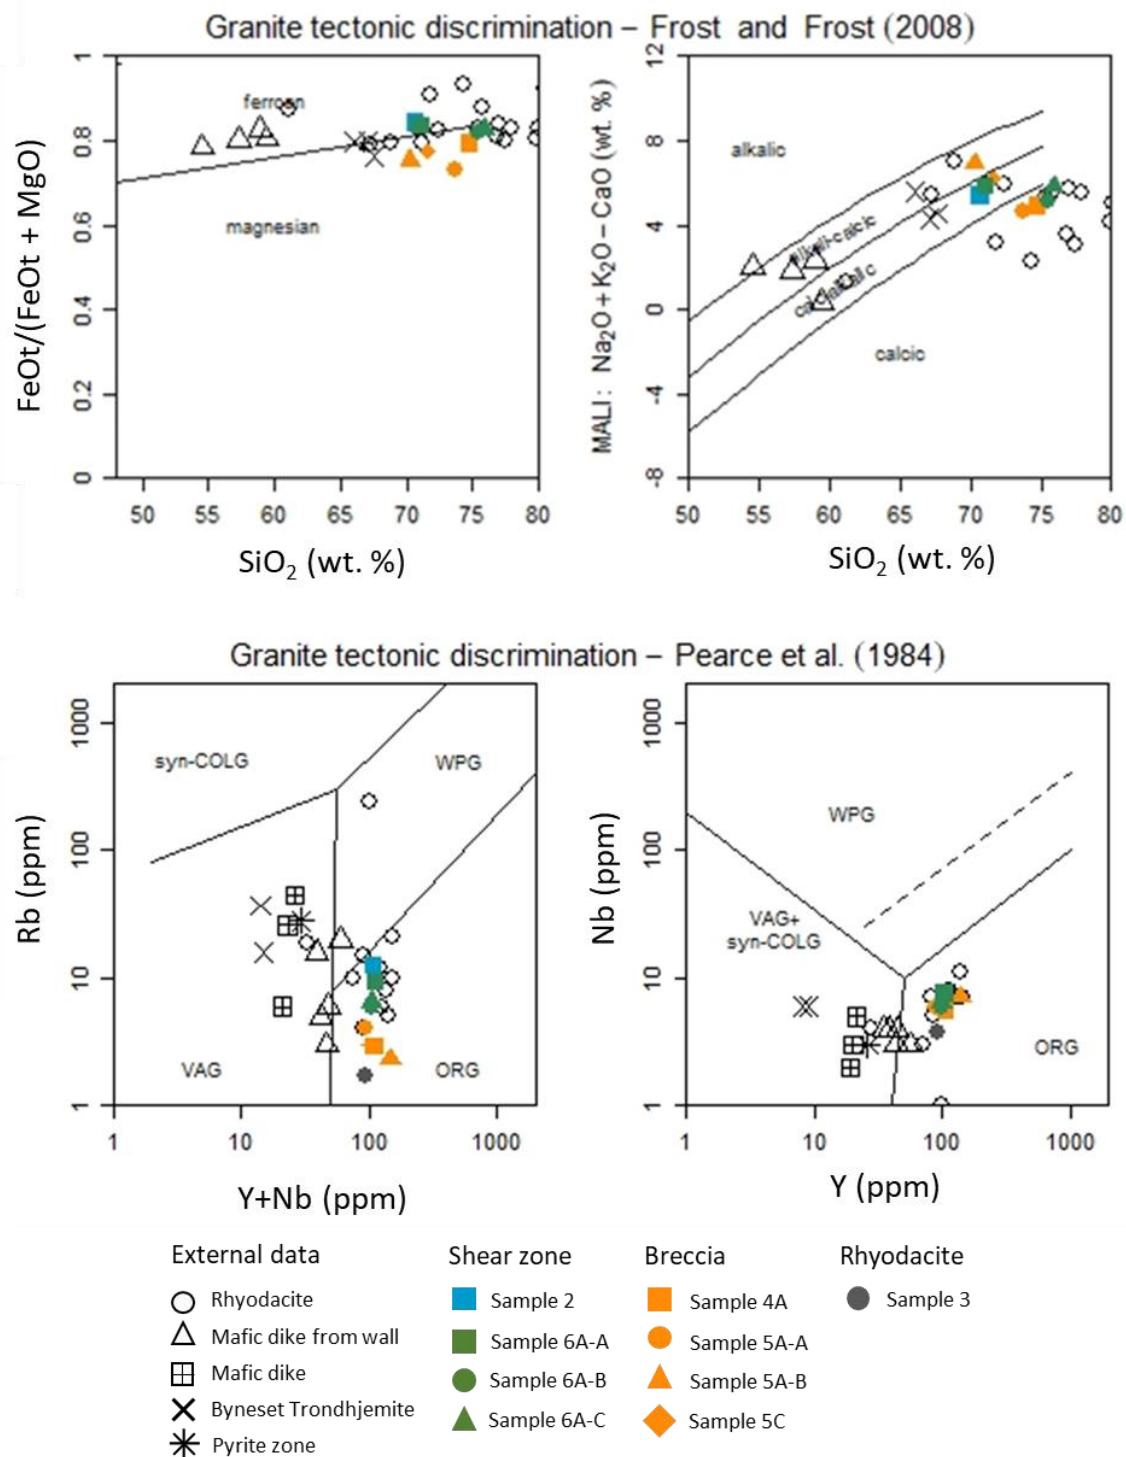 Granite tectonic discrimination – Frost and Frost (2008)
FeOt/(FeOt + MgO)
1
0.8
0.6
0.4
0.2
0
ferroan
magnesian
50 55 60 65 70 75 80
SiO₂ (wt. %)
MALI : Na₂O + K₂O – CaO (wt. %)
12
8
4
0
-4
-8
alkalic
alkali-calcic
calc-alkalic
calcic
50 55 60 65 70 75 80
SiO₂ (wt. %)
Granite tectonic discrimination – Pearce et al. (1984)
Rb (ppm)
1000
100
10
1
syn-COLG
WPG
VAG
ORG
1 10 100 1000
Y+Nb (ppm)
Nb (ppm)
1000
100
10
1
WPG
VAG+
syn-COLG
ORG
1 10 100 1000
Y (ppm)
External data
Rhyodacite
Mafic dike from wall
Mafic dike
Byneset Trondhjemite
Pyrite zone
Shear zone
Sample 2
Sample 6A-A
Sample 6A-B
Sample 6A-C
Breccia
Sample 4A
Sample 5A-A
Sample 5A-B
Sample 5C
Rhyodacite
Sample 3